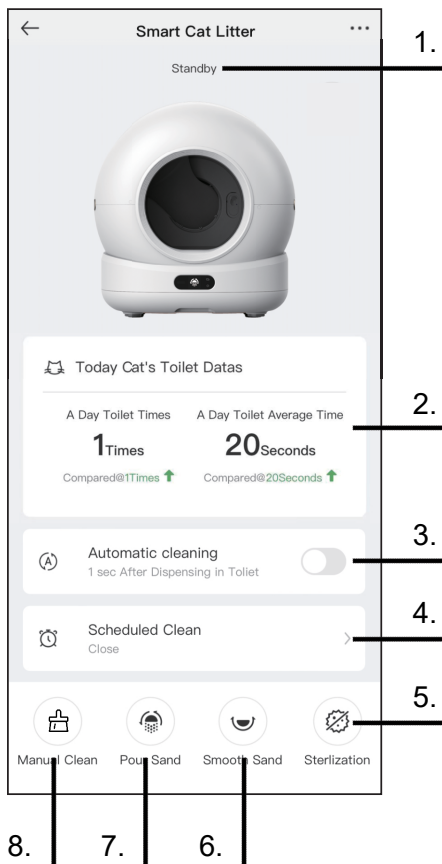 Smart Cat Litter
1.
Standby
Today Cat's Toilet Datas
2.
A Day Toilet Times A Day Toilet Average Time
1Times 20Seconds
Compared@1Times Compared@20Seconds
3.
Automatic cleaning
1 sec After Dispensing in Toliet
4.
Scheduled Clean
Close
5.
Manual Clean Pour Sand Smooth Sand Sterlization
8. 7. 6.